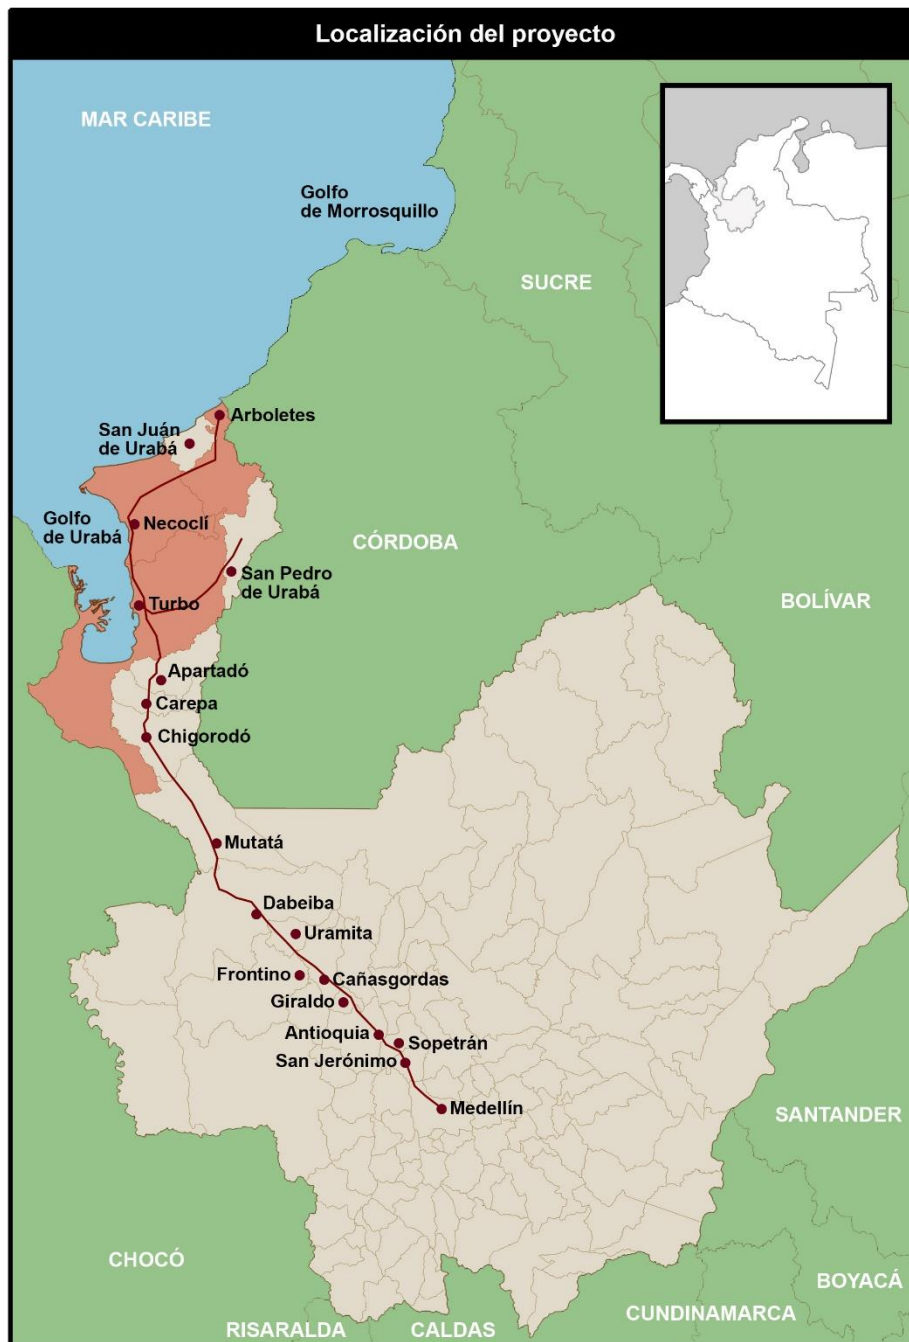 Localización del proyecto
MAR CARIBE
Golfo
de Morrosquillo
SUCRE
Arboletes
San Juán
de Urabá
Golfo
de Urabá
Necoclí
CÓRDOBA
San Pedro
de Urabá
BOLÍVAR
Turbo
Apartadó
Carepa
Chigorodó
Mutatá
Dabeiba
Uramita
Frontino
Cañasgordas
Giraldo
Antioquia
Sopetrán
San Jerónimo
Medellín
SANTANDER
CHOCÓ
BOYACÁ
CUNDINAMARCA
RISARALDA
CALDAS